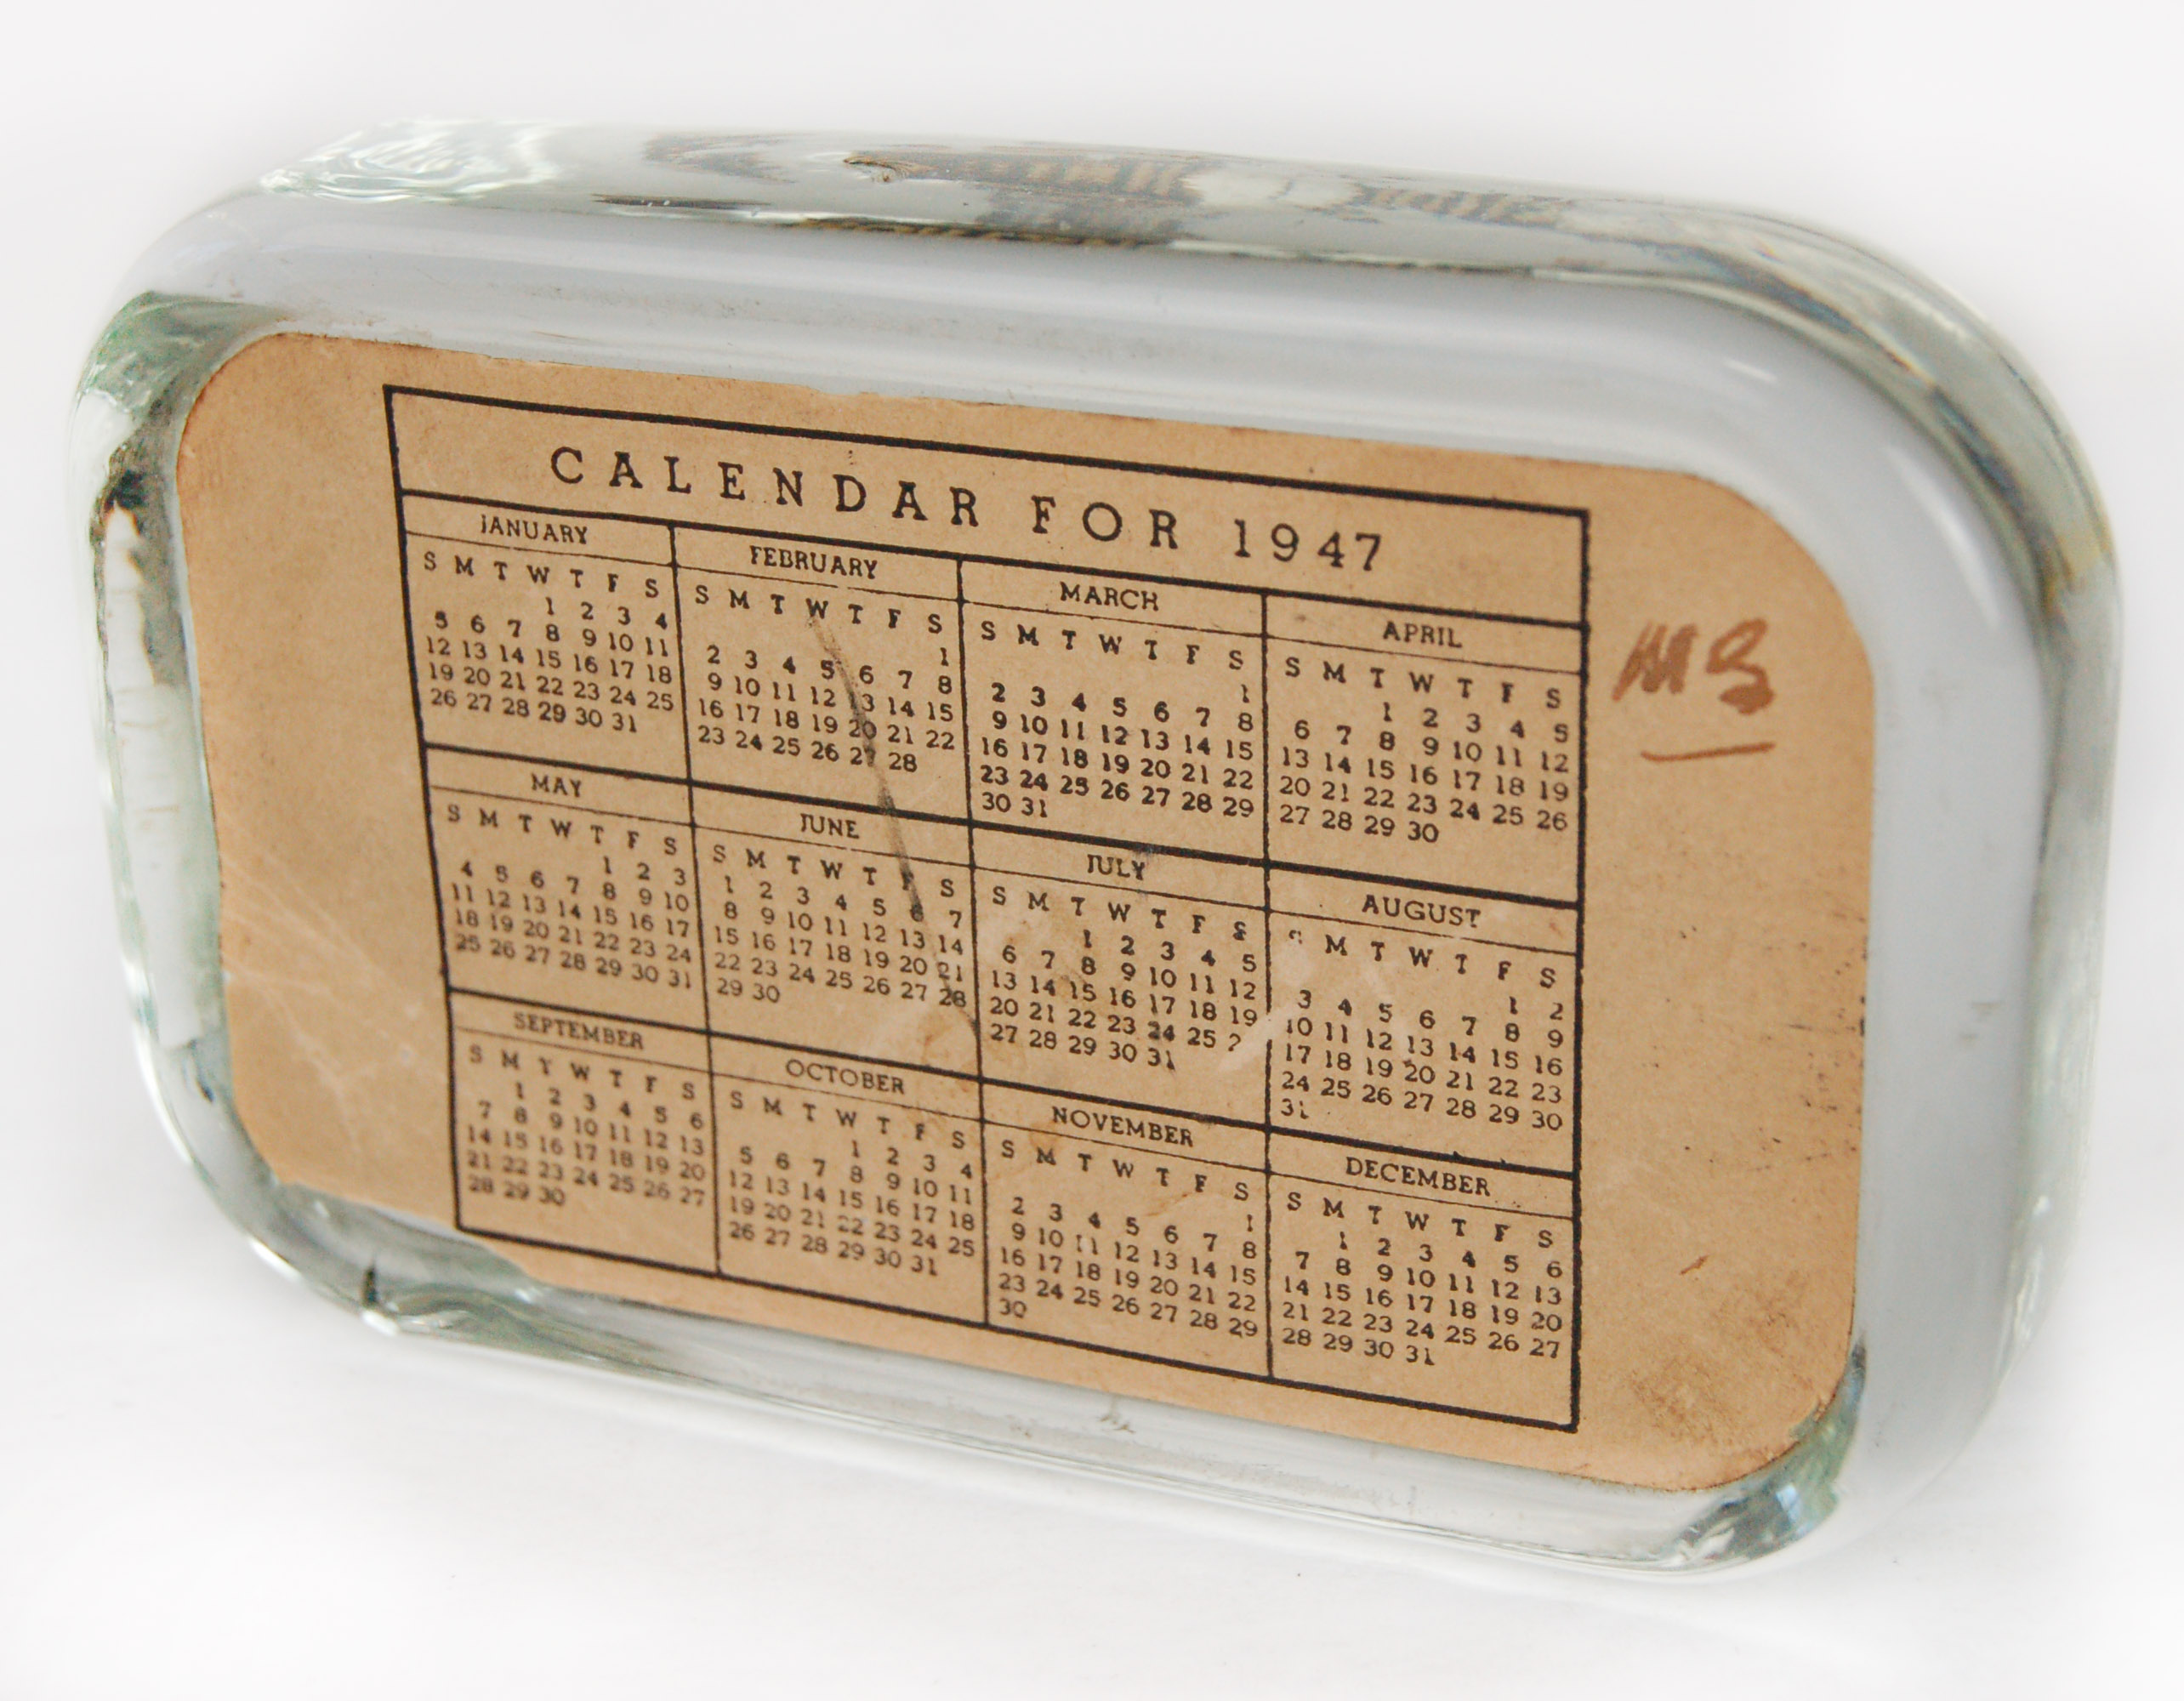 CALENDAR FOR 1947
JANUARY
S M T W T F S
1 2 3 4
5 6 7 8 9 10 11
12 13 14 15 16 17 18
19 20 21 22 23 24 25
26 27 28 29 30 31
FEBRUARY
S M T W T F S
1
2 3 4 5 6 7 8
9 10 11 12 3 14 15
16 17 18 19 20 21 22
23 24 25 26 27 28
MARCH
S M T W T F S
1
2 3 4 5 6 7 8
9 10 11 12 13 14 15
16 17 18 19 20 21 22
23 24 25 26 27 28 29
30 31
APRIL
S M T W T F S
1 2 3 4 5
6 7 8 9 10 11 12
13 14 15 16 17 18 19
20 21 22 23 24 25 26
27 28 29 30
MAY
S M T W T F S
1 2 3
4 5 6 7 8 9 10
11 12 13 14 15 16 17
18 19 20 21 22 23 24
25 26 27 28 29 30 31
JUNE
S M T W T F S
1 2 3 4 5 6 7
8 9 10 11 12 13 14
15 16 17 18 19 20 21
22 23 24 25 26 27 28
29 30
JULY
S M T W T F S
1 2 3 4 5
6 7 8 9 10 11 12
13 14 15 16 17 18 19
20 21 22 23 24 25 2
27 28 29 30 31
AUGUST
S M T W T F S
1 2
3 4 5 6 7 8 9
10 11 12 13 14 15 16
17 18 19 20 21 22 23
24 25 26 27 28 29 30
31
SEPTEMBER
S M T W T F S
1 2 3 4 5 6
7 8 9 10 11 12 13
14 15 16 17 18 19 20
21 22 23 24 25 26 27
28 29 30
OCTOBER
S M T W T F S
1 2 3 4
5 6 7 8 9 10 11
12 13 14 15 16 17 18
19 20 21 22 23 24 25
26 27 28 29 30 31
NOVEMBER
S M T W T F S
1
2 3 4 5 6 7 8
9 10 11 12 13 14 15
16 17 18 19 20 21 22
23 24 25 26 27 28 29
30
DECEMBER
S M T W T F S
1 2 3 4 5 6
7 8 9 10 11 12 13
14 15 16 17 18 19 20
21 22 23 24 25 26 27
28 29 30 31